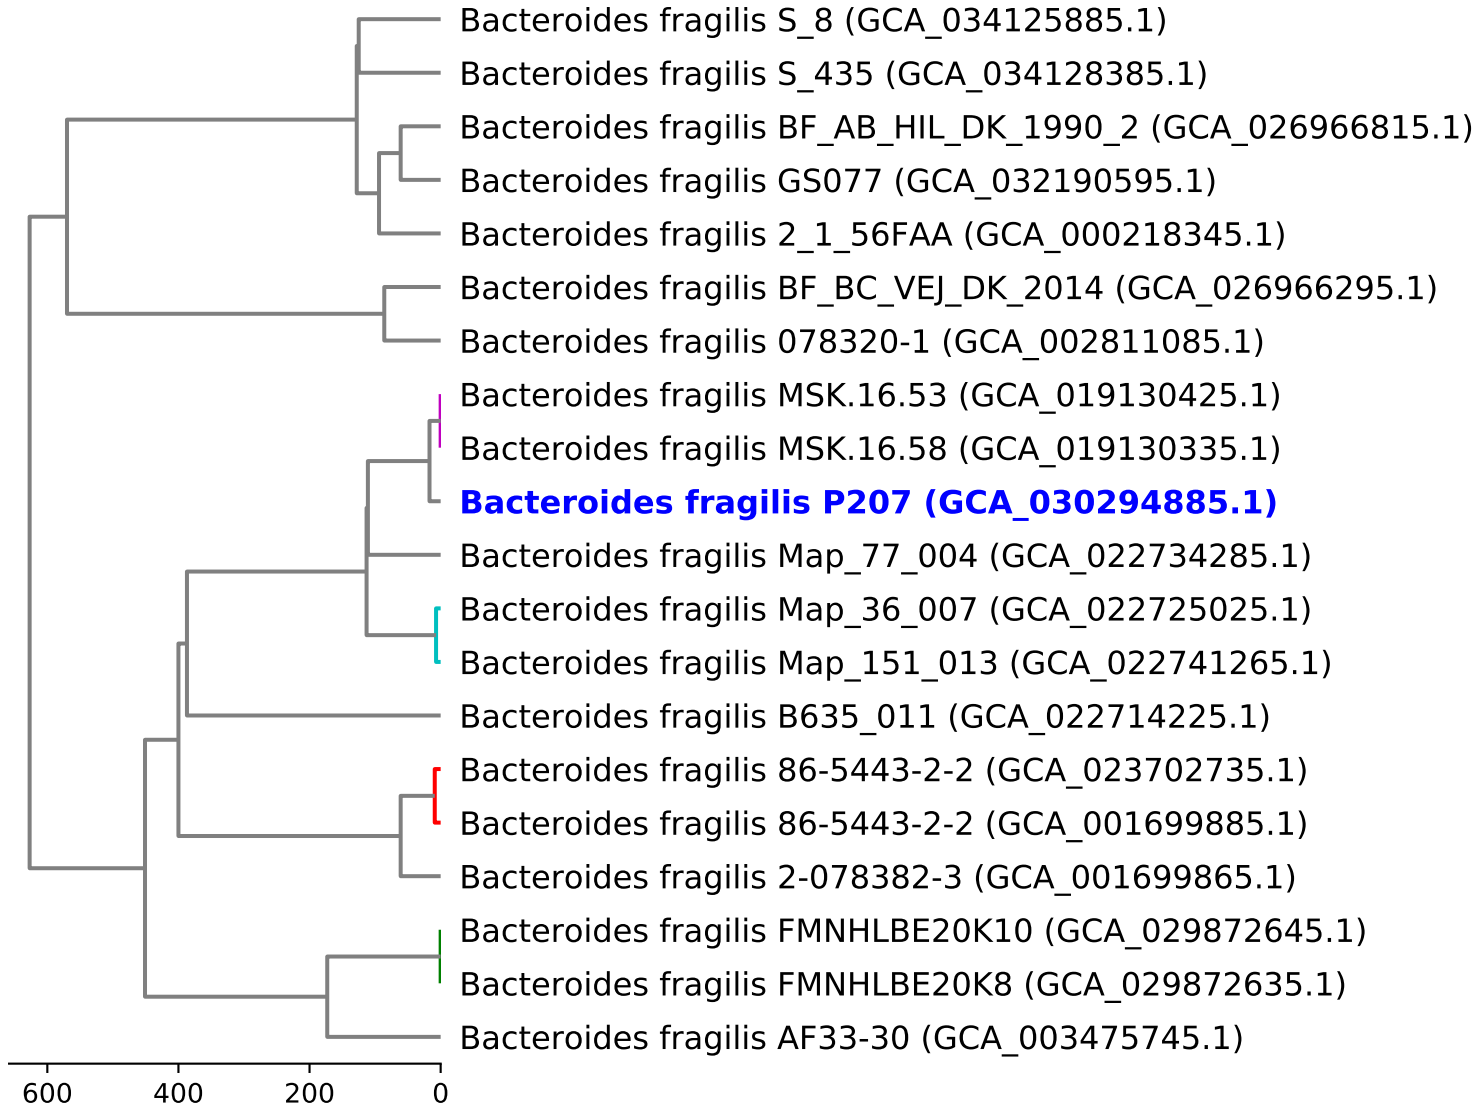 Bacteroides fragilis S_8 (GCA_034125885.1)
Bacteroides fragilis S_435 (GCA_034128385.1)
Bacteroides fragilis BF_AB_HIL_DK_1990_2 (GCA_026966815.1)
Bacteroides fragilis GS077 (GCA_032190595.1)
Bacteroides fragilis 2_1_56FAA (GCA_000218345.1)
Bacteroides fragilis BF_BC_VEJ_DK_2014 (GCA_026966295.1)
Bacteroides fragilis 078320-1 (GCA_002811085.1)
Bacteroides fragilis MSK.16.53 (GCA_019130425.1)
Bacteroides fragilis MSK.16.58 (GCA_019130335.1)
Bacteroides fragilis P207 (GCA_030294885.1)
Bacteroides fragilis Map_77_004 (GCA_022734285.1)
Bacteroides fragilis Map_36_007 (GCA_022725025.1)
Bacteroides fragilis Map_151_013 (GCA_022741265.1)
Bacteroides fragilis B635_011 (GCA_022714225.1)
Bacteroides fragilis 86-5443-2-2 (GCA_023702735.1)
Bacteroides fragilis 86-5443-2-2 (GCA_001699885.1)
Bacteroides fragilis 2-078382-3 (GCA_001699865.1)
Bacteroides fragilis FMNHLBE20K10 (GCA_029872645.1)
Bacteroides fragilis FMNHLBE20K8 (GCA_029872635.1)
Bacteroides fragilis AF33-30 (GCA_003475745.1)
600 400 200 0